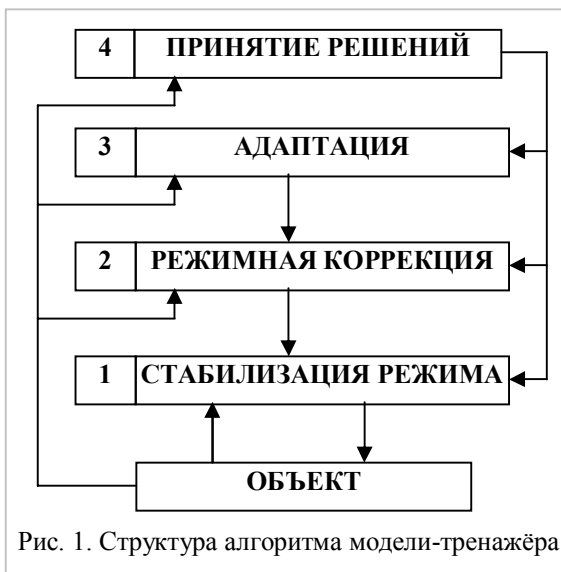 4 ПРИНЯТИЕ РЕШЕНИЙ
3 АДАПТАЦИЯ
2 РЕЖИМНАЯ КОРРЕКЦИЯ
1 СТАБИЛИЗАЦИЯ РЕЖИМА
ОБЪЕКТ
Рис. 1. Структура алгоритма модели-тренажёра